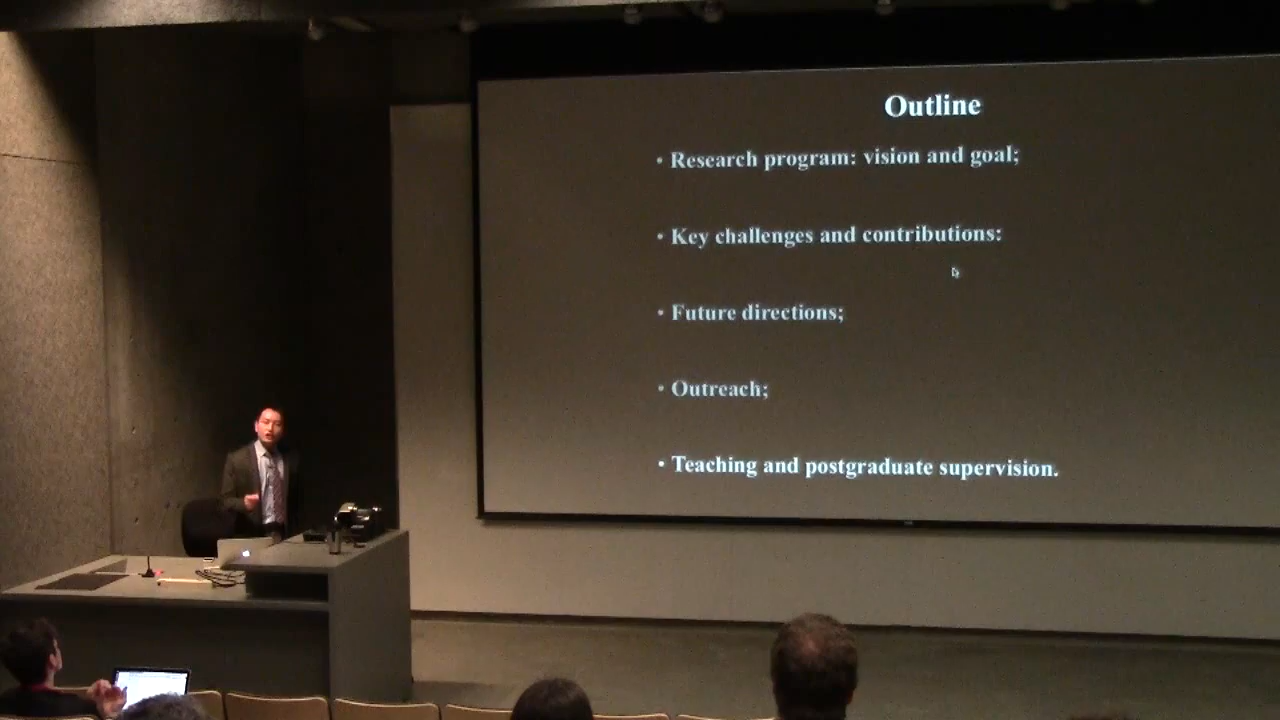 Outline
• Research program: vision and goal;
• Key challenges and contributions:
• Future directions;
• Outreach;
• Teaching and postgraduate supervision.